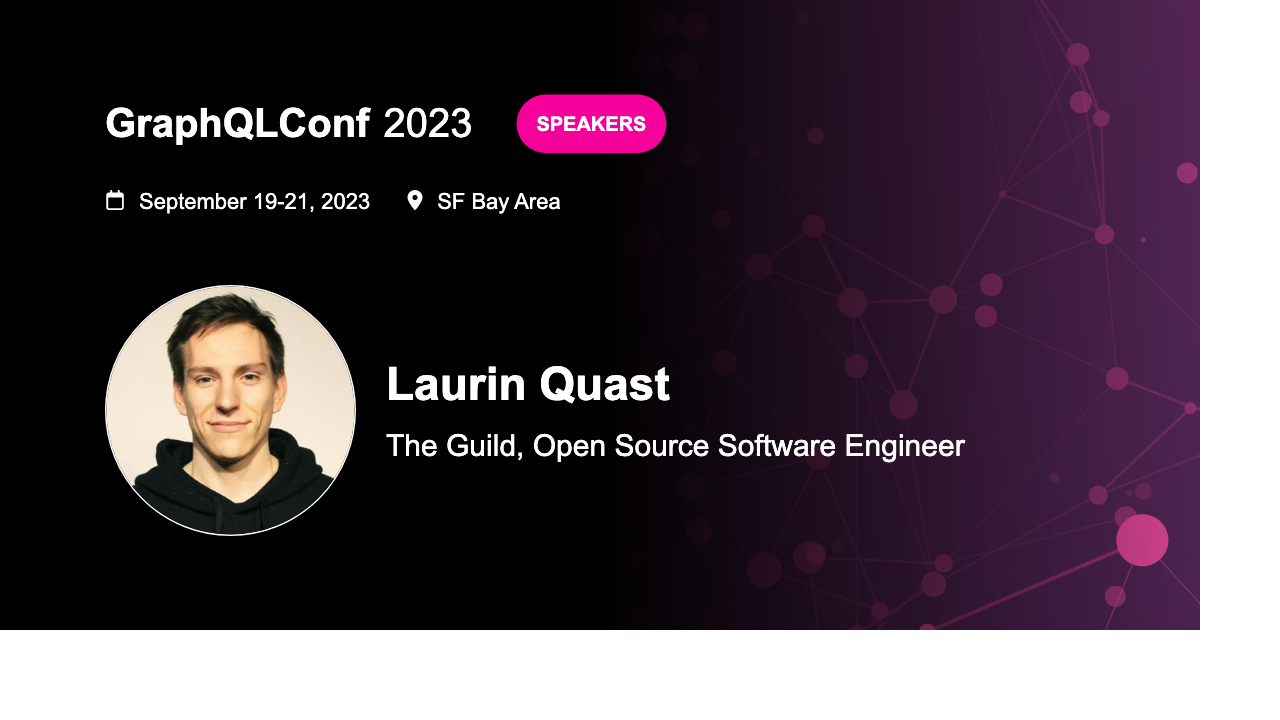 GraphQLConf 2023
SPEAKERS
September 19-21, 2023
SF Bay Area
Laurin Quast
The Guild, Open Source Software Engineer